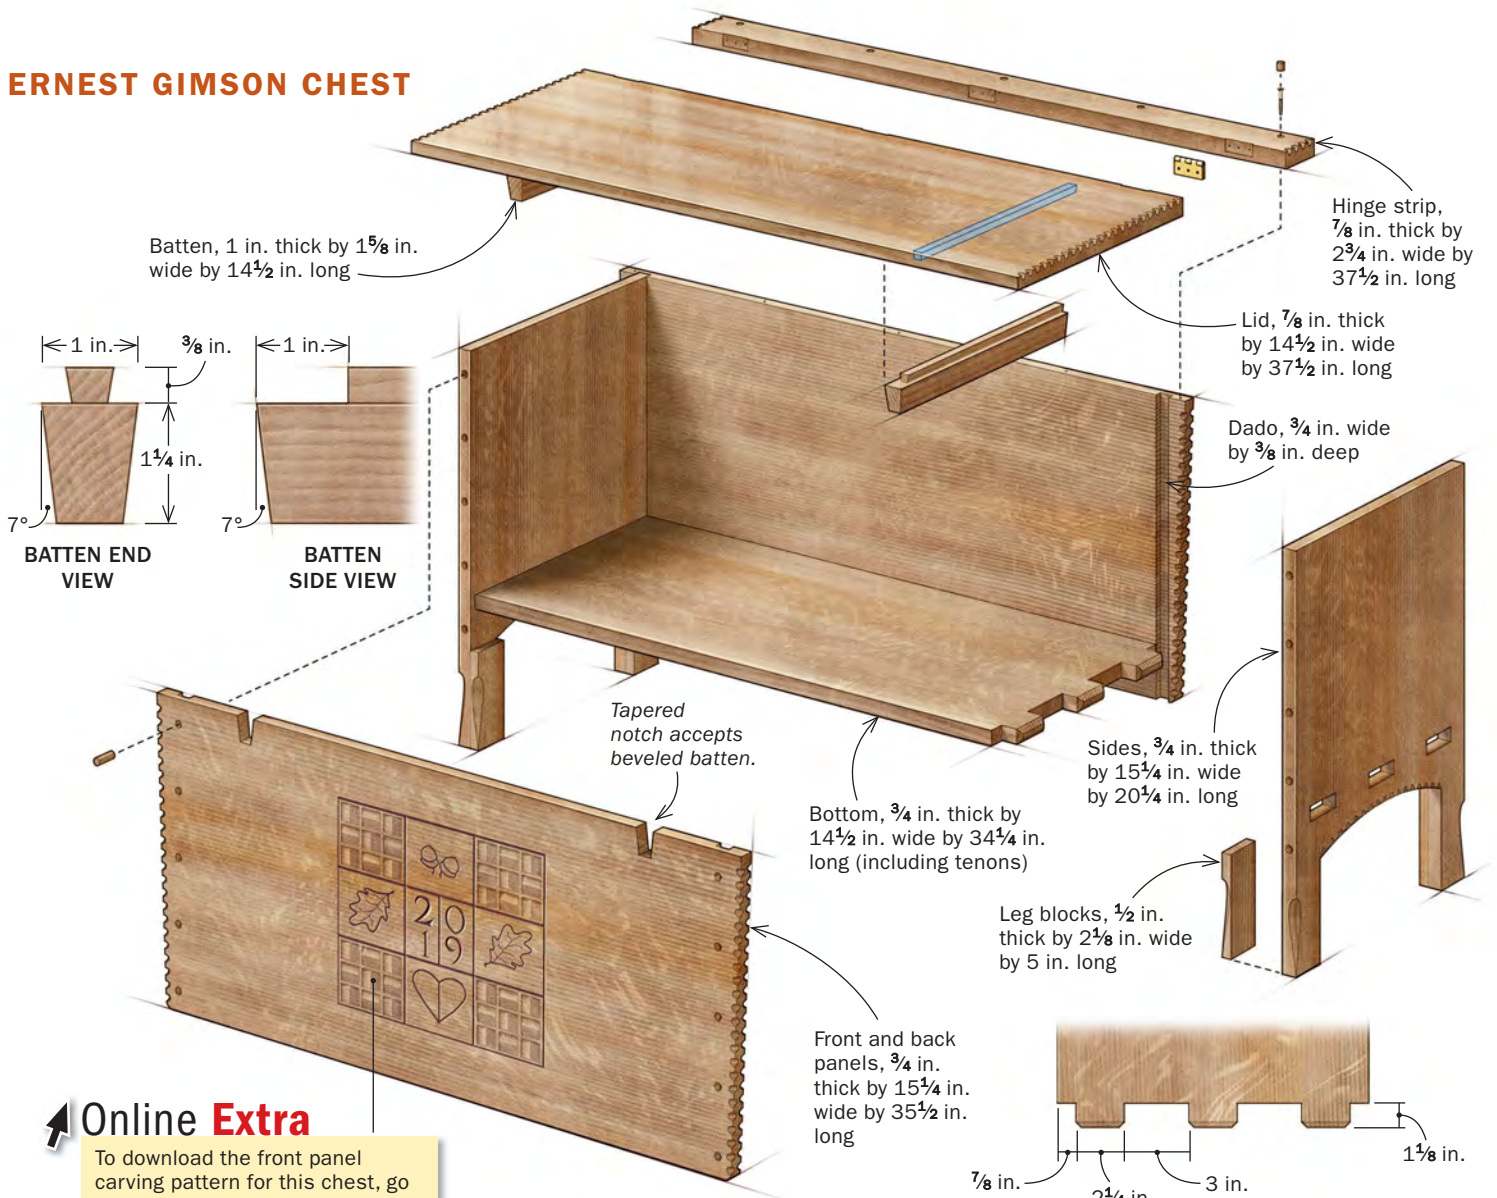 ERNEST GIMSON CHEST
Batten, 1 in. thick by 1⅝ in.
wide by 14½ in. long
Hinge strip,
⅞ in. thick by
2¾ in. wide by
37½ in. long
Lid, ⅞ in. thick
by 14½ in. wide
by 37½ in. long
Dado, ¾ in. wide
by ⅜ in. deep
1 in.
⅜ in.
1¼ in.
7°
BATTEN END
VIEW
1 in.
7°
BATTEN
SIDE VIEW
Tapered
notch accepts
beveled batten.
Sides, ¾ in. thick
by 15¼ in. wide
by 20¼ in. long
Bottom, ¾ in. thick by
14½ in. wide by 34¼ in.
long (including tenons)
Leg blocks, ½ in.
thick by 2⅛ in. wide
by 5 in. long
20
19
Front and back
panels, ¾ in.
thick by 15¼ in.
wide by 35½ in.
long
1⅛ in.
⅞ in.
2¼ in.
3 in.
Online Extra
To download the front panel
carving pattern for this chest, go